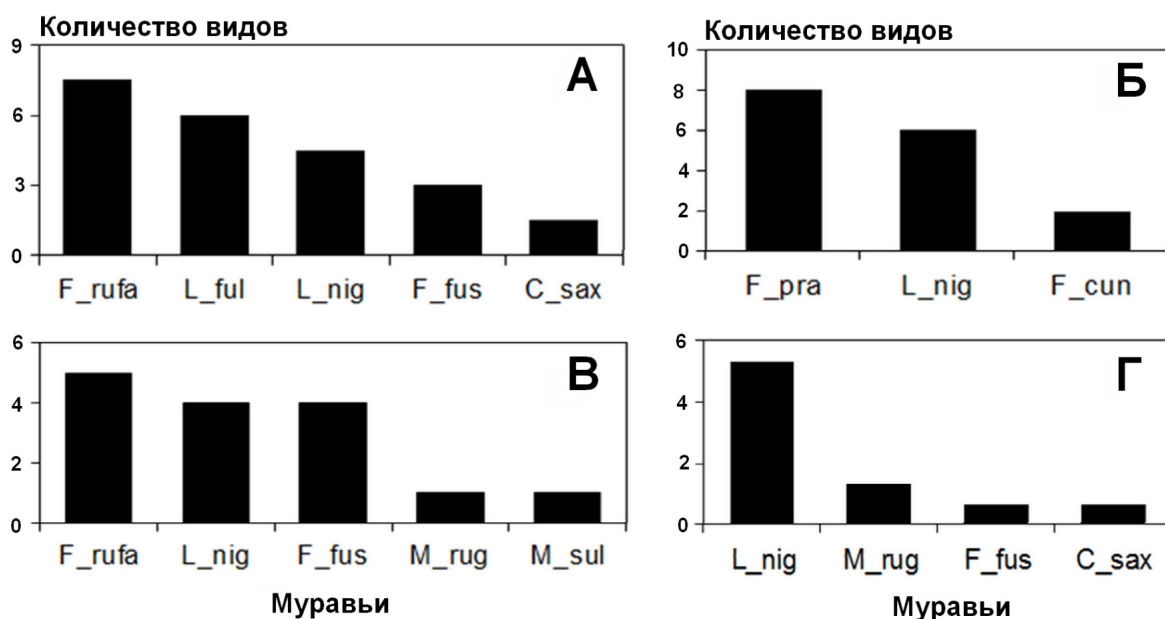 Количество видов
9
6
3
0
А
F_rufa L_ful L_nig F_fus C_sax
Количество видов
10
8
6
4
2
0
Б
F_pra L_nig F_cun
6
4
2
0
В
F_rufa L_nig F_fus M_rug M_sul
Муравьи
6
4
2
0
Г
L_nig M_rug F_fus C_sax
Муравьи